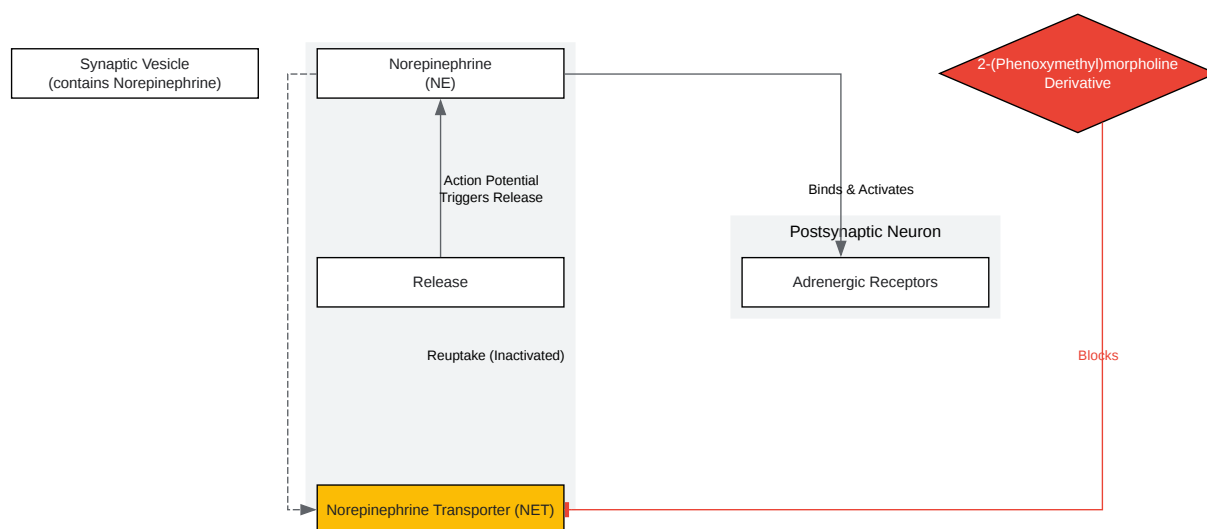 Synaptic Vesicle
(contains Norepinephrine)
Norepinephrine
(NE)
2-(Phenoxymethyl)morpholine
Derivative
Action Potential
Triggers Release
Binds & Activates
Postsynaptic Neuron
Release
Adrenergic Receptors
Reuptake (Inactivated)
Blocks
Norepinephrine Transporter (NET)